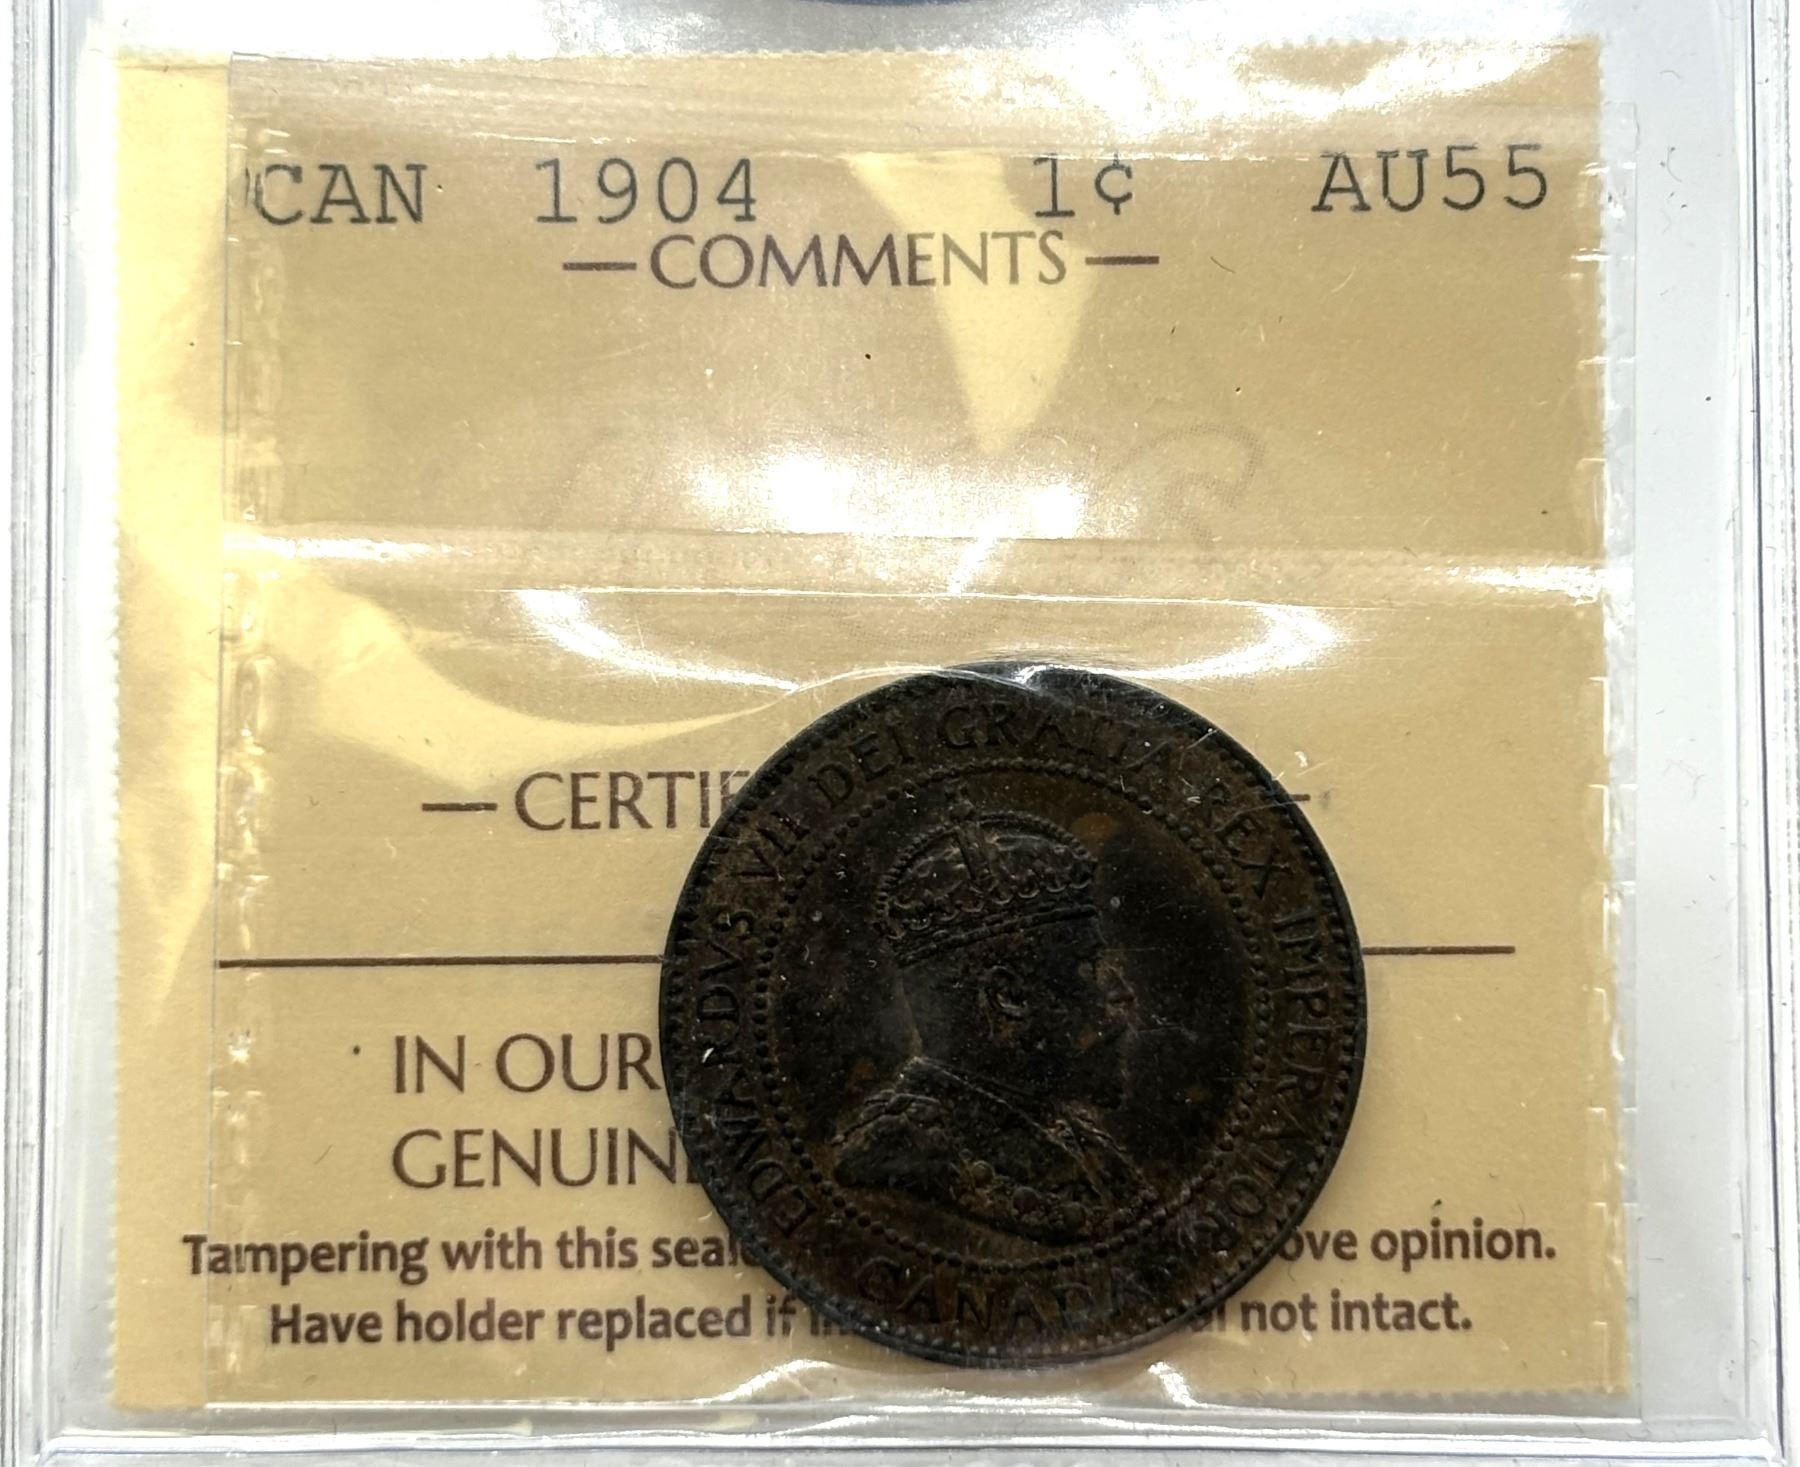 CAN 1904 1¢ AU55
— COMMENTS —
— CERTIF
IN OUR
GENUINE
Tampering with this seal ove opinion.
Have holder replaced if not intact.
EDWARDVS VII DEI GRATIA REX IMPERATOR
CANADA